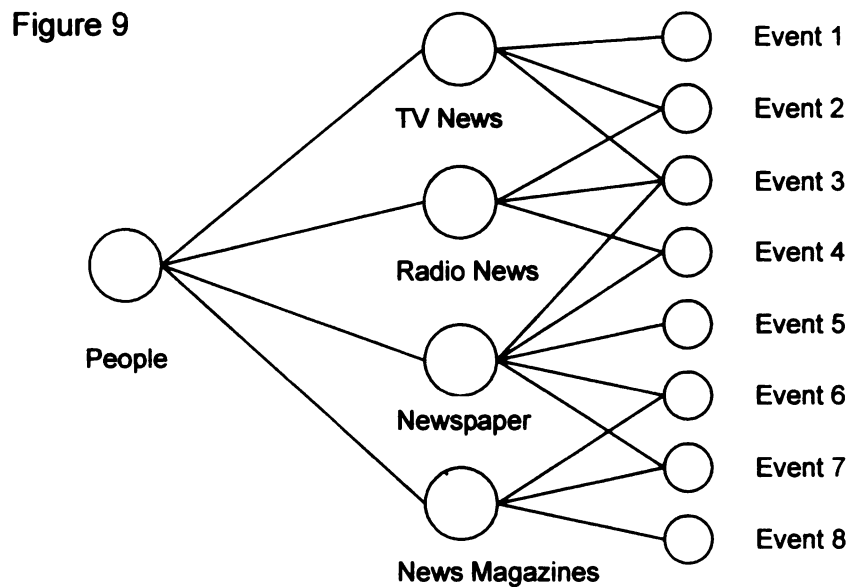 Figure 9
Event 1
Event 2
TV News
Event 3
Event 4
Radio News
Event 5
People
Event 6
Newspaper
Event 7
Event 8
News Magazines